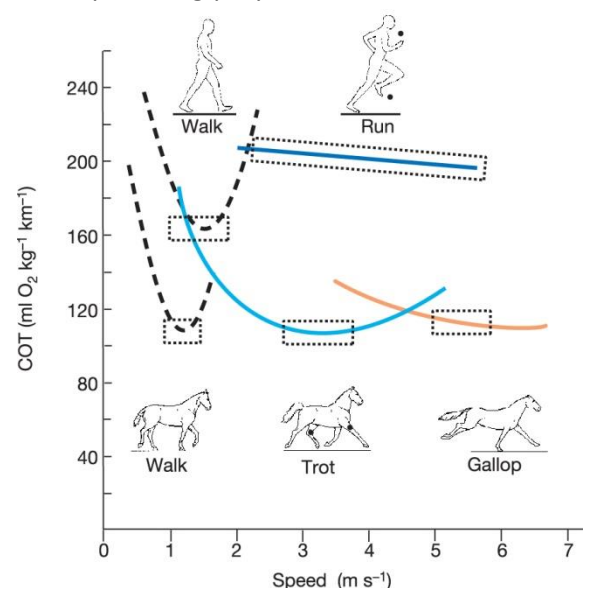 Walk
Run
240
200
160
120
80
40
0
COT (ml O₂ kg⁻¹ km⁻¹)
Walk
Trot
Gallop
0 1 2 3 4 5 6 7
Speed (m s⁻¹)